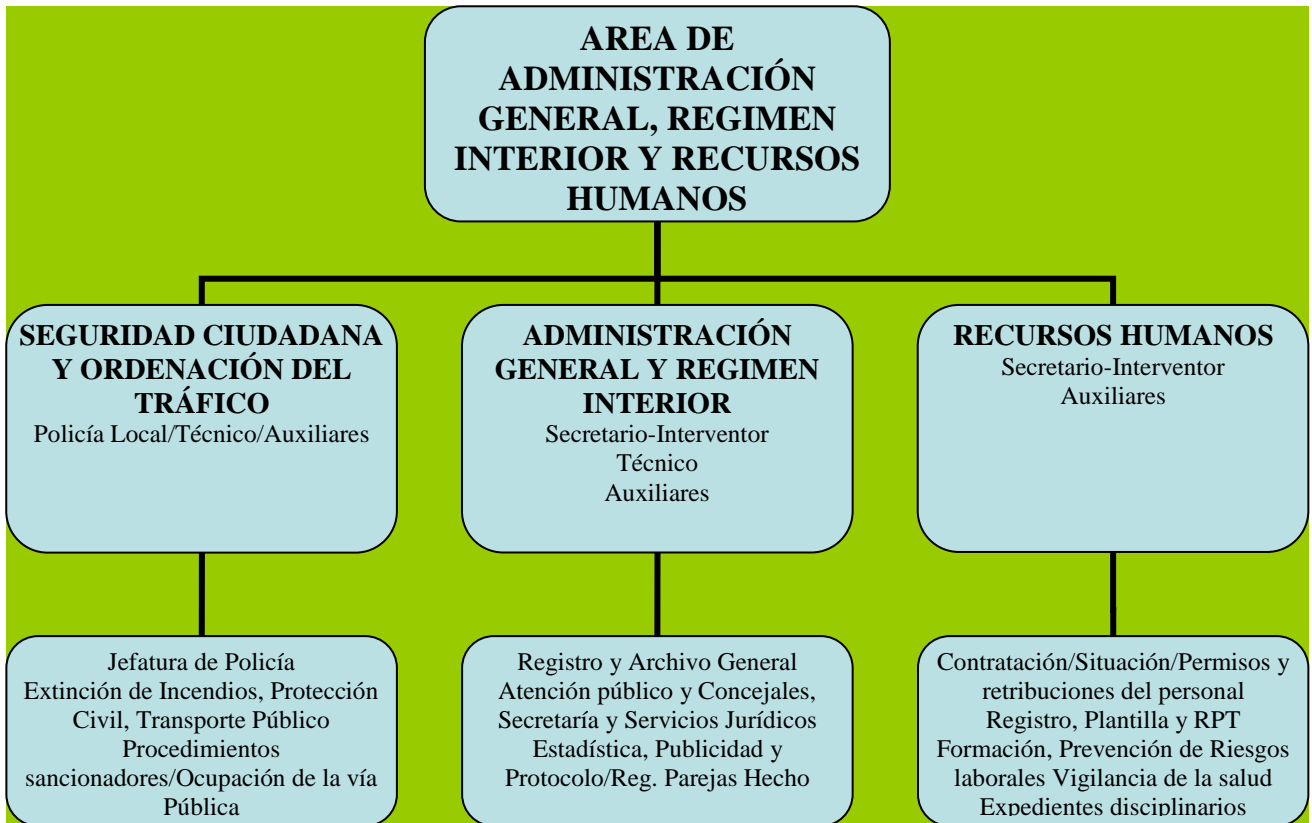 AREA DE
ADMINISTRACIÓN
GENERAL, REGIMEN
INTERIOR Y RECURSOS
HUMANOS
SEGURIDAD CIUDADANA
Y ORDENACIÓN DEL
TRÁFICO
Policía Local/Técnico/Auxiliares
ADMINISTRACIÓN
GENERAL Y REGIMEN
INTERIOR
Secretario-Interventor
Técnico
Auxiliares
RECURSOS HUMANOS
Secretario-Interventor
Auxiliares
Jefatura de Policía
Extinción de Incendios, Protección
Civil, Transporte Público
Procedimientos
sancionadores/Ocupación de la vía
Pública
Registro y Archivo General
Atención público y Concejales,
Secretaría y Servicios Jurídicos
Estadística, Publicidad y
Protocolo/Reg. Parejas Hecho
Contratación/Situación/Permisos y
retribuciones del personal
Registro, Plantilla y RPT
Formación, Prevención de Riesgos
laborales Vigilancia de la salud
Expedientes disciplinarios